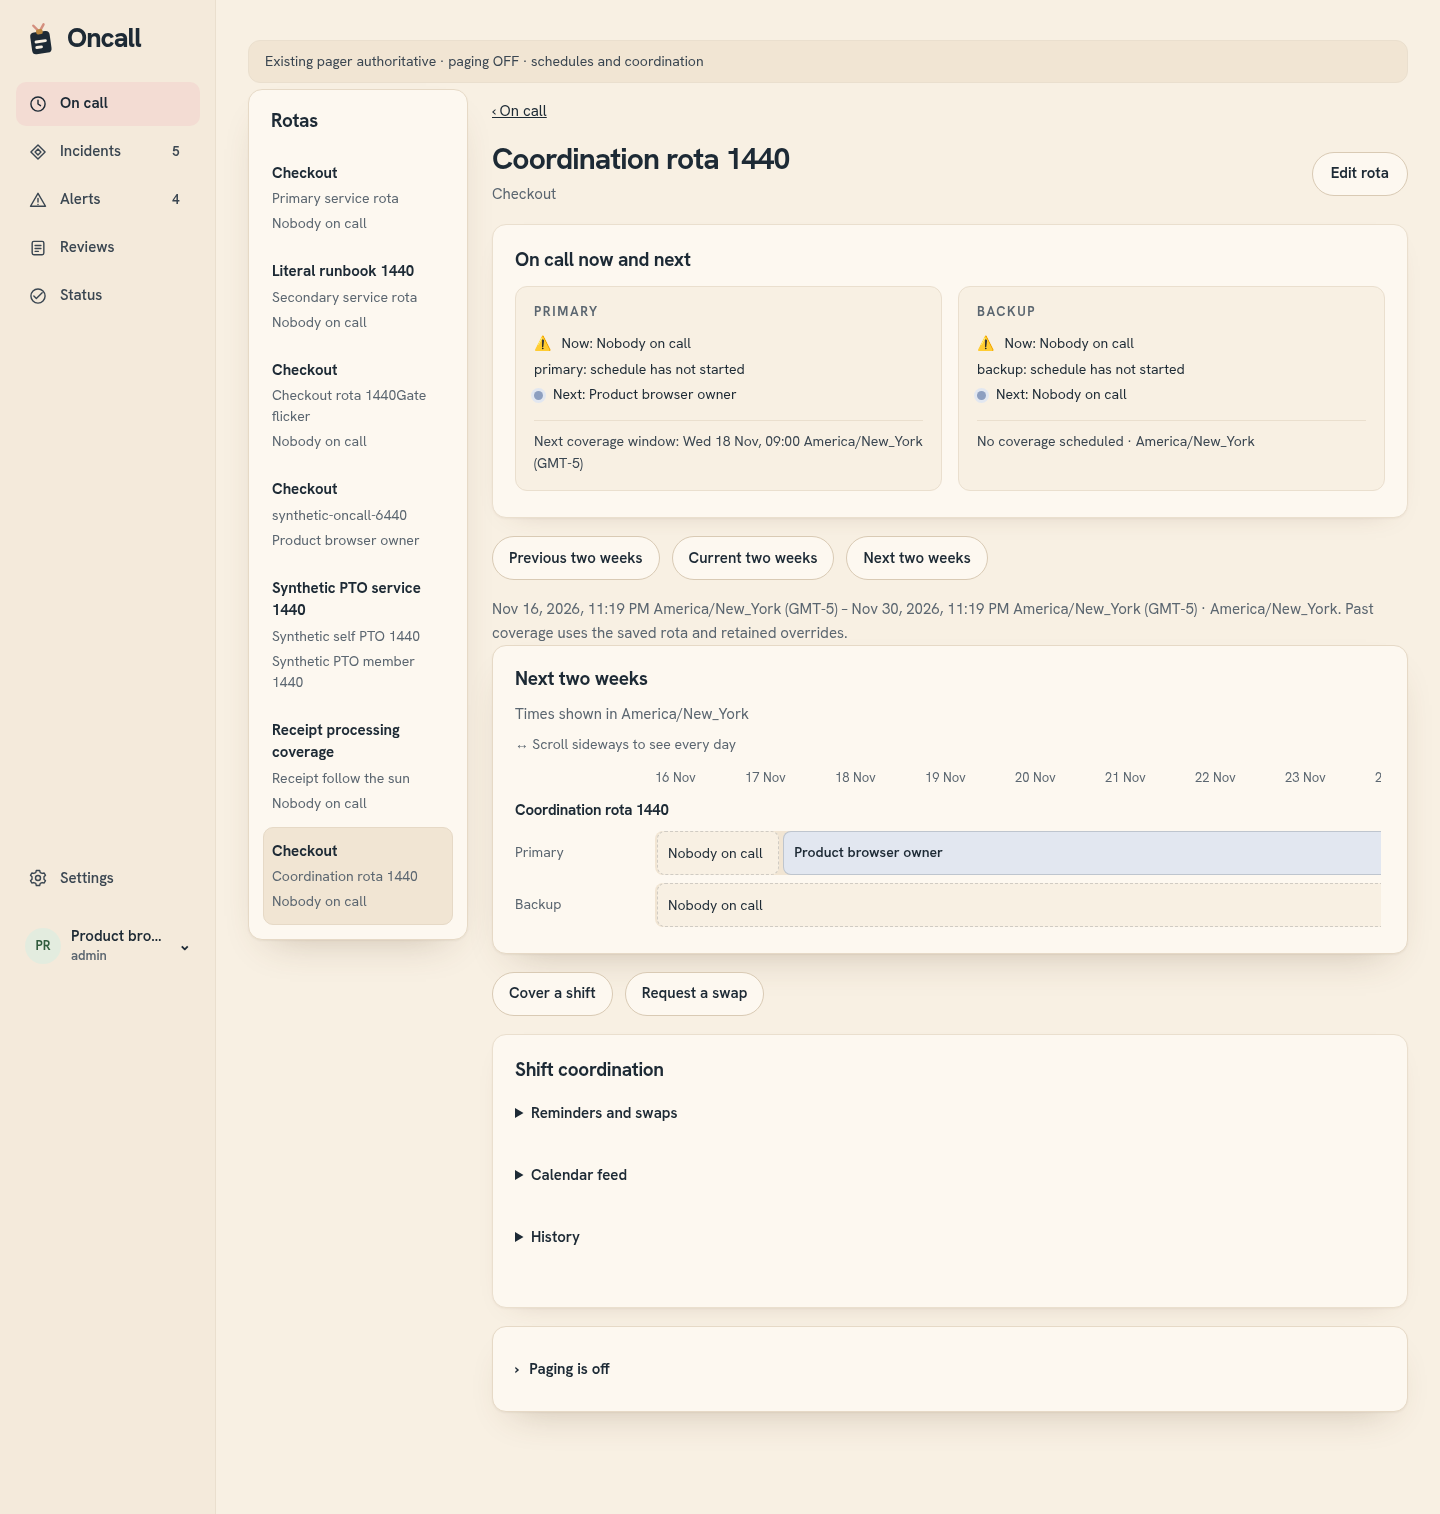 Oncall
On call
Incidents 5
Alerts 4
Reviews
Status
Settings
PR
Product bro...
admin
Existing pager authoritative · paging OFF · schedules and coordination
Rotas
Checkout
Primary service rota
Nobody on call
Literal runbook 1440
Secondary service rota
Nobody on call
Checkout
Checkout rota 1440Gate
flicker
Nobody on call
Checkout
synthetic-oncall-6440
Product browser owner
Synthetic PTO service
1440
Synthetic self PTO 1440
Synthetic PTO member
1440
Receipt processing
coverage
Receipt follow the sun
Nobody on call
Checkout
Coordination rota 1440
Nobody on call
‹ On call
Coordination rota 1440
Checkout
Edit rota
On call now and next
PRIMARY
⚠️ Now: Nobody on call
primary: schedule has not started
Next: Product browser owner
Next coverage window: Wed 18 Nov, 09:00 America/New_York
(GMT-5)
BACKUP
⚠️ Now: Nobody on call
backup: schedule has not started
Next: Nobody on call
No coverage scheduled · America/New_York
Previous two weeks
Current two weeks
Next two weeks
Nov 16, 2026, 11:19 PM America/New_York (GMT-5) – Nov 30, 2026, 11:19 PM America/New_York (GMT-5) · America/New_York. Past
coverage uses the saved rota and retained overrides.
Next two weeks
Times shown in America/New_York
↔ Scroll sideways to see every day
16 Nov 17 Nov 18 Nov 19 Nov 20 Nov 21 Nov 22 Nov 23 Nov 2
Coordination rota 1440
Primary Nobody on call Product browser owner
Backup Nobody on call
Cover a shift
Request a swap
Shift coordination
▶ Reminders and swaps
▶ Calendar feed
▶ History
› Paging is off